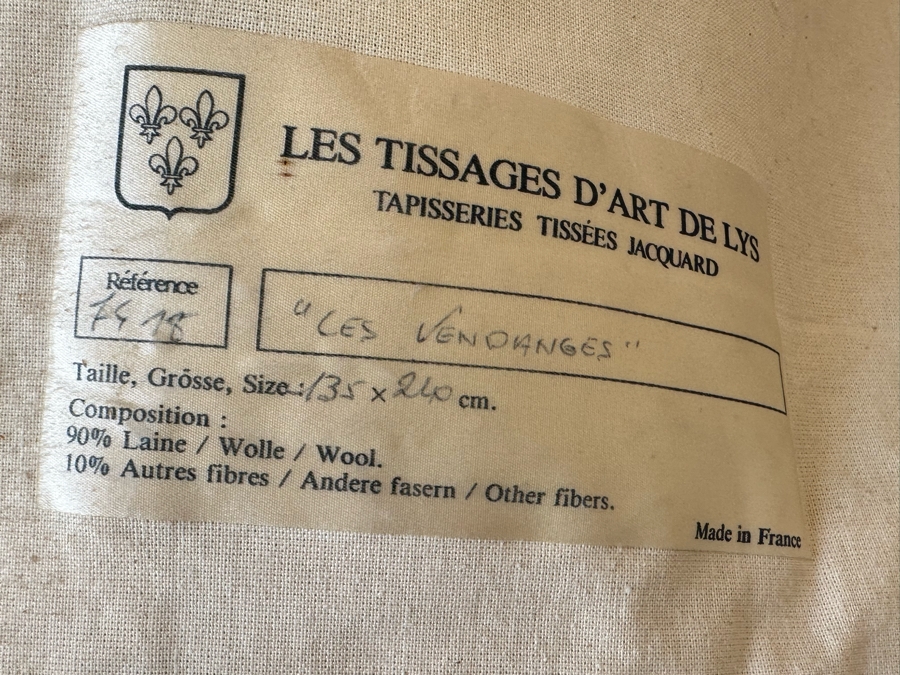 LES TISSAGES D'ART DE LYS
TAPISSERIES TISSÉES JACQUARD
Référence
"LES VENDANGES"
Taille, Grösse, Size: 135 x 240 cm.
Composition :
90% Laine / Wolle / Wool.
10% Autres fibres / Andere fasern / Other fibers.
Made in France